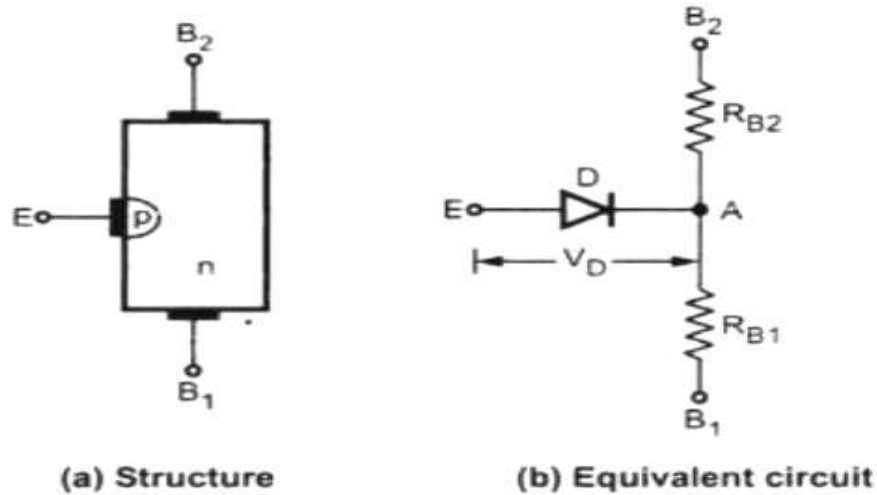 B2
E
p
n
B1
(a) Structure
B2
RB2
D
E
A
VD
RB1
B1
(b) Equivalent circuit